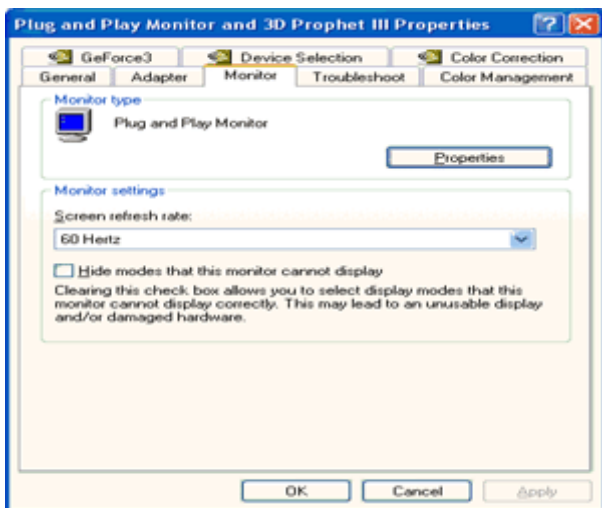 Plug and Play Monitor and 3D Prophet III Properties
GeForce3 Device Selection Color Correction
General Adapter Monitor Troubleshoot Color Management
Monitor type
Plug and Play Monitor
Properties
Monitor settings
Screen refresh rate:
60 Hertz
Hide modes that this monitor cannot display
Clearing this check box allows you to select display modes that this
monitor cannot display correctly. This may lead to an unusable display
and/or damaged hardware.
OK Cancel Apply